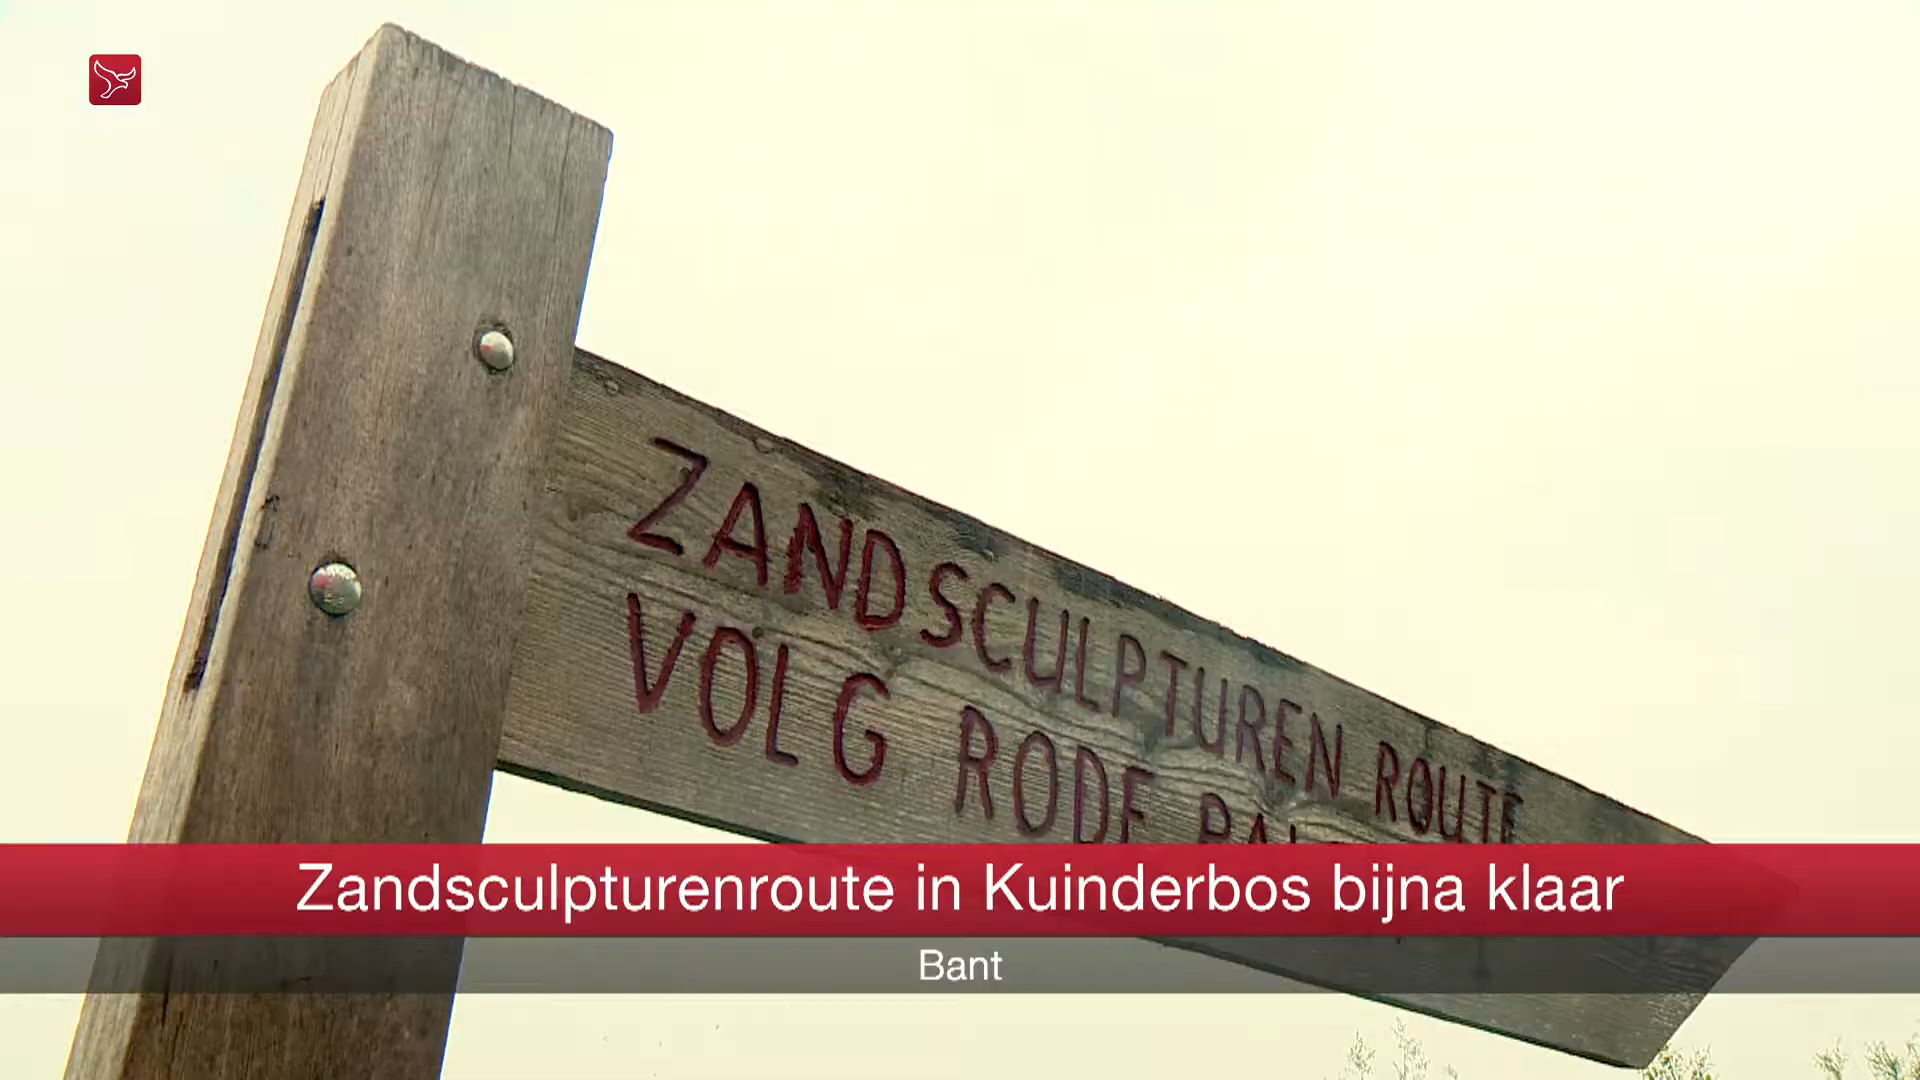 ZANDSCULPTUREN ROUTE
VOLG RODE
Zandsculpturenroute in Kuinderbos bijna klaar
Bant